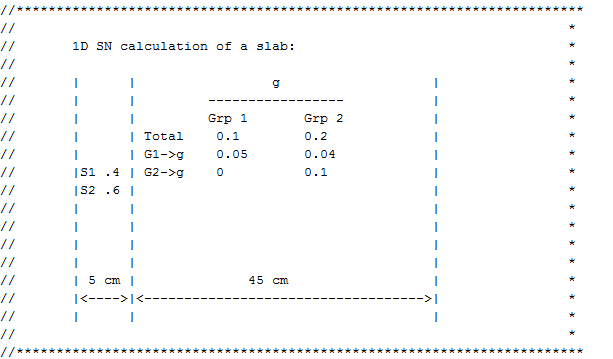 //***********************************************************************
//                                                                     *
//       1D SN calculation of a slab:                                  *
//                                                                     *
//       |      |                 g                   |                *
//       |      |         -----------------           |                *
//       |      |         Grp 1       Grp 2           |                *
//       |      | Total    0.1        0.2             |                *
//       |      | G1->g    0.05       0.04            |                *
//       |S1 .4 | G2->g    0          0.1             |                *
//       |S2 .6 |                                     |                *
//       |      |                                     |                *
//       |      |                                     |                *
//       |      |                                     |                *
//       |      |                                     |                *
//       | 5 cm |              45 cm                  |                *
//       |<---->|<----------------------------------->|                *
//       |      |                                     |                *
//                                                                     *
//***********************************************************************